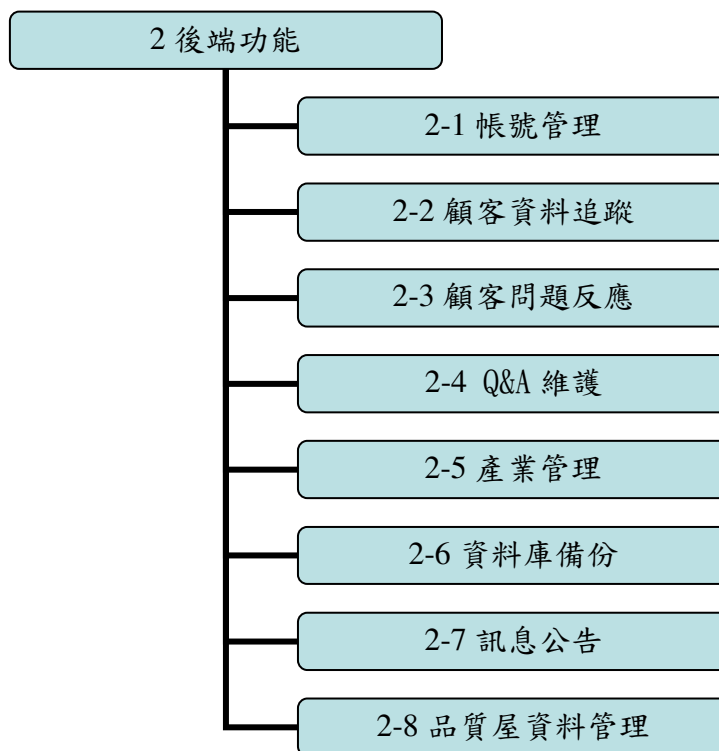 2 後端功能
2-1 帳號管理
2-2 顧客資料追蹤
2-3 顧客問題反應
2-4 Q&A 維護
2-5 產業管理
2-6 資料庫備份
2-7 訊息公告
2-8 品質屋資料管理